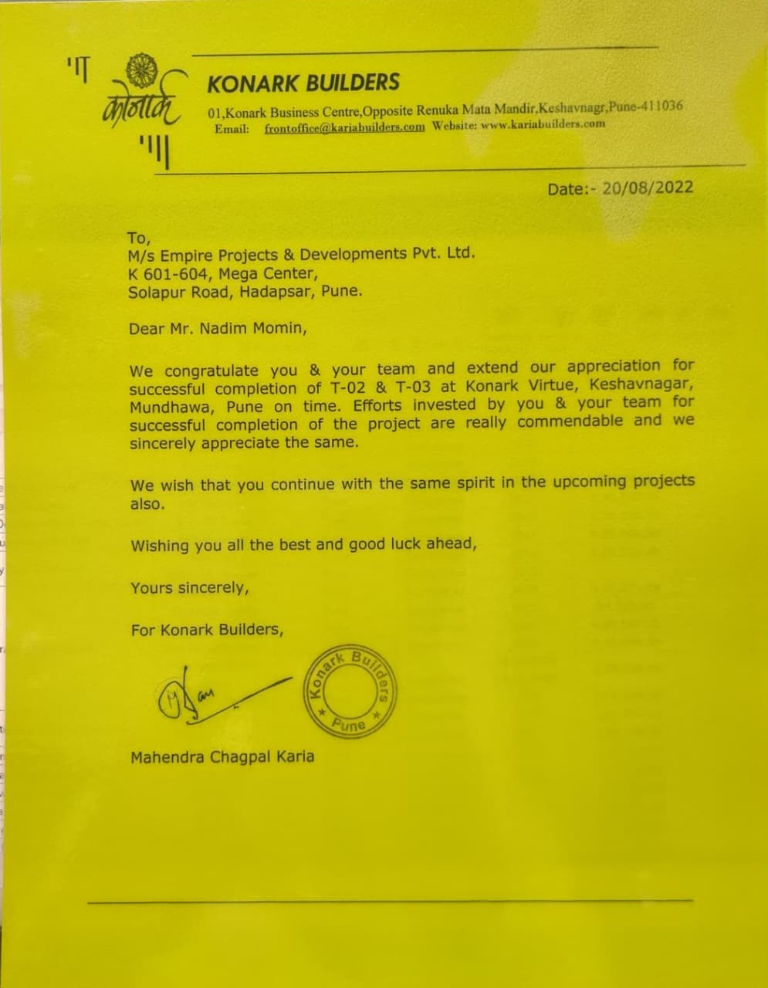 कोणार्क
KONARK BUILDERS
01,Konark Business Centre,Opposite Renuka Mata Mandir,Keshavnagr,Pune-411036
Email: frontoffice@kariabuilders.com Website: www.kariabuilders.com
Date:- 20/08/2022
To,
M/s Empire Projects & Developments Pvt. Ltd.
K 601-604, Mega Center,
Solapur Road, Hadapsar, Pune.
Dear Mr. Nadim Momin,
We congratulate you & your team and extend our appreciation for
successful completion of T-02 & T-03 at Konark Virtue, Keshavnagar,
Mundhawa, Pune on time. Efforts invested by you & your team for
successful completion of the project are really commendable and we
sincerely appreciate the same.
We wish that you continue with the same spirit in the upcoming projects
also.
Wishing you all the best and good luck ahead,
Yours sincerely,
For Konark Builders,
Konark Builders
Pune
Mahendra Chagpal Karia